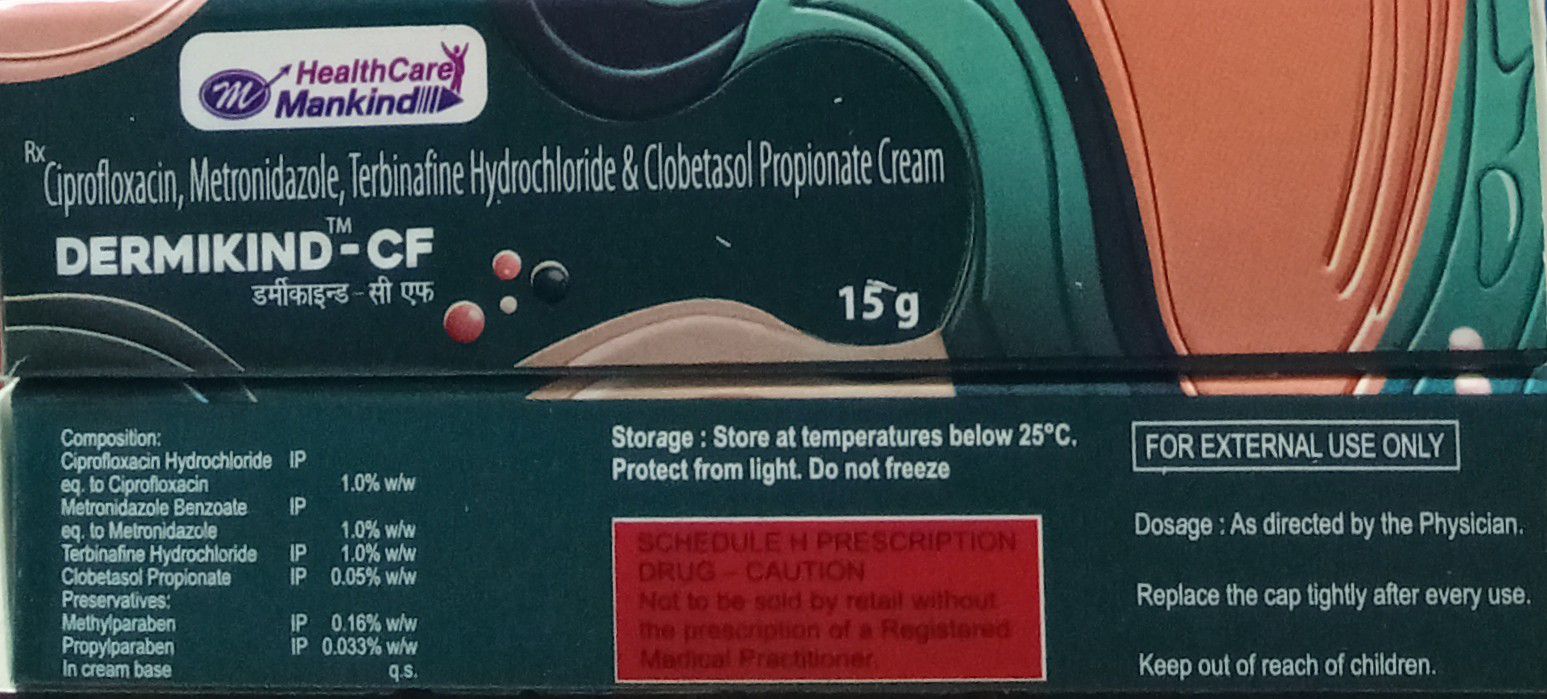 HealthCare
Mankind
Rx
Ciprofloxacin, Metronidazole, Terbinafine Hydrochloride & Clobetasol Propionate Cream
DERMIKIND™-CF
डर्मीकाइन्ड - सी एफ
15 g
Composition:
Ciprofloxacin Hydrochloride IP
eq. to Ciprofloxacin 1.0% w/w
Metronidazole Benzoate IP
eq. to Metronidazole 1.0% w/w
Terbinafine Hydrochloride IP 1.0% w/w
Clobetasol Propionate IP 0.05% w/w
Preservatives:
Methylparaben IP 0.16% w/w
Propylparaben IP 0.033% w/w
In cream base q.s.
Storage : Store at temperatures below 25°C.
Protect from light. Do not freeze
SCHEDULE H PRESCRIPTION
DRUG – CAUTION
Not to be sold by retail without
the prescription of a Registered
Medical Practitioner.
FOR EXTERNAL USE ONLY
Dosage : As directed by the Physician.
Replace the cap tightly after every use.
Keep out of reach of children.